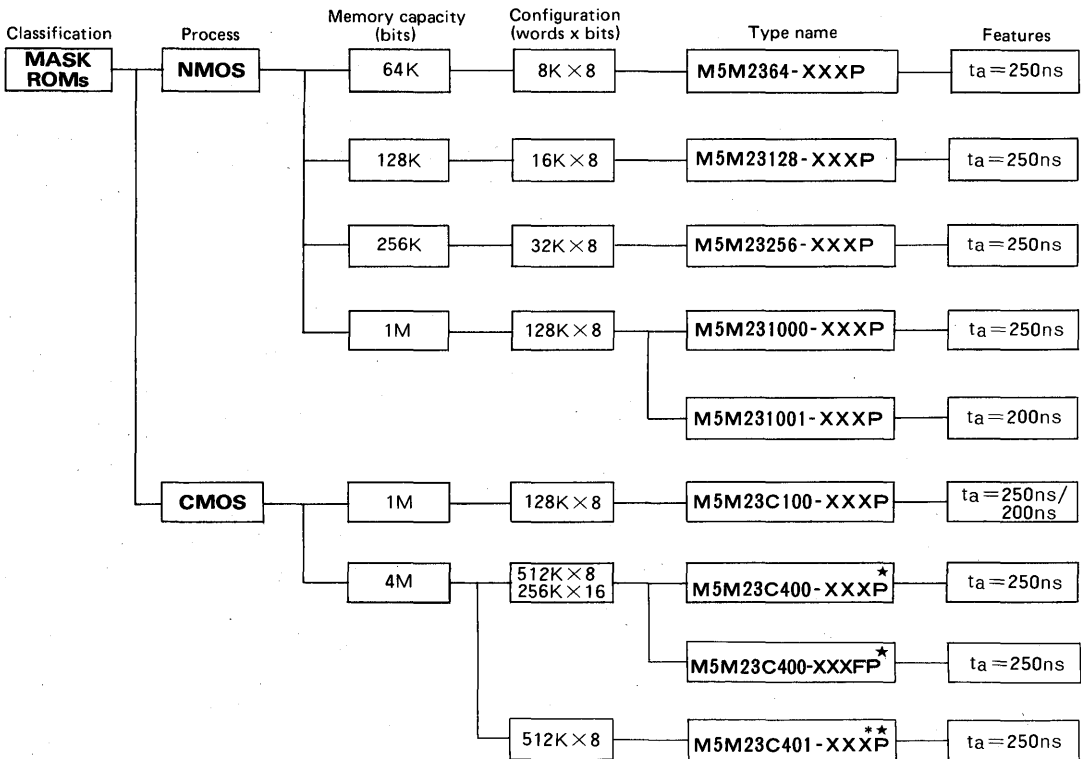 Classification Process Memory capacity (bits) Configuration (words x bits) Type name Features
MASK ROMs NMOS 64K 8K×8 M5M2364-XXXP ta=250ns
128K 16K×8 M5M23128-XXXP ta=250ns
256K 32K×8 M5M23256-XXXP ta=250ns
1M 128K×8 M5M231000-XXXP ta=250ns
M5M231001-XXXP ta=200ns
CMOS 1M 128K×8 M5M23C100-XXXP ta=250ns/ 200ns
4M 512K×8 256K×16 M5M23C400-XXXP★ ta=250ns
M5M23C400-XXXFP★ ta=250ns
512K×8 M5M23C401-XXXP*★ ta=250ns